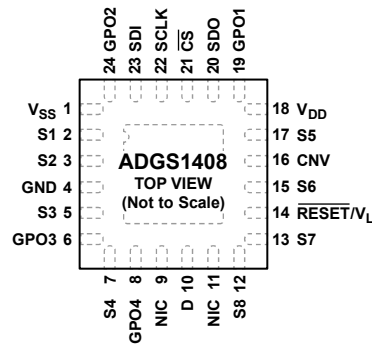 24 GPO2
23 SDI
22 SCLK
21 CS
20 SDO
19 GPO1
VSS 1
S1 2
S2 3
GND 4
S3 5
GPO3 6
ADGS1408
TOP VIEW
(Not to Scale)
18 VDD
17 S5
16 CNV
15 S6
14 RESET/VL
13 S7
S4 7
GPO4 8
NIC 9
D 10
NIC 11
S8 12